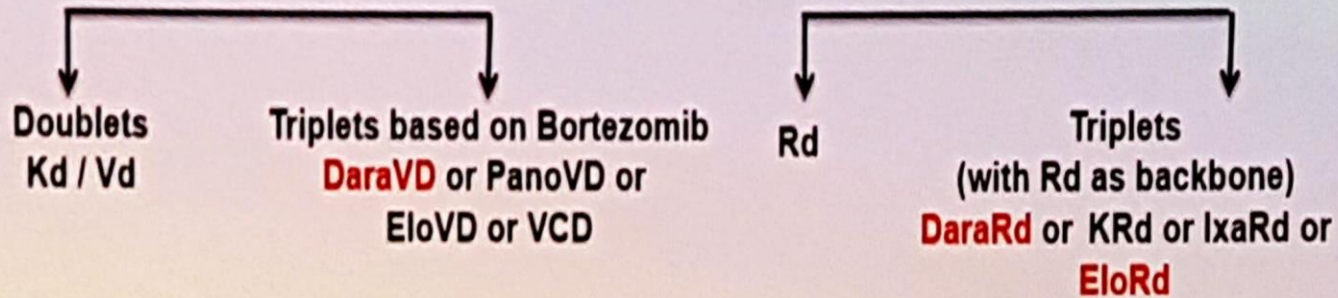 Doublets
Kd / Vd
Triplets based on Bortezomib
DaraVD or PanoVD or
EloVD or VCD
Rd
Triplets
(with Rd as backbone)
DaraRd or KRd or IxaRd or
EloRd